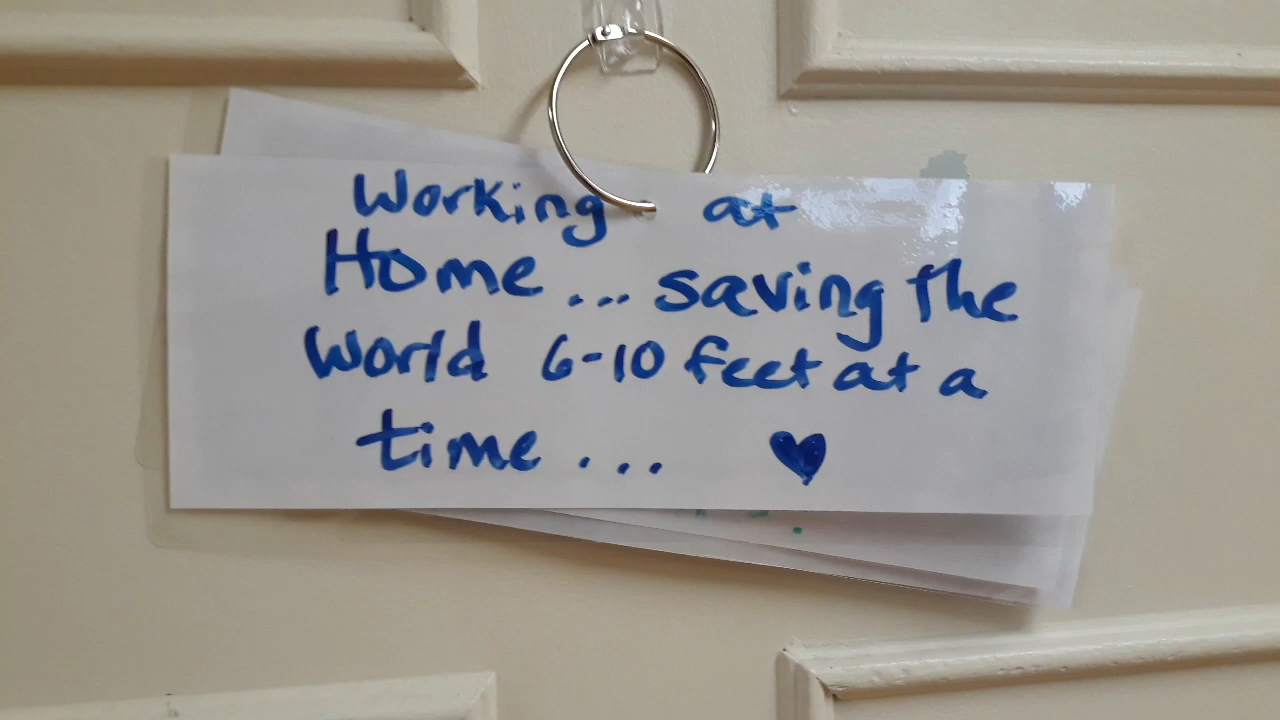 Working at
Home... saving the
World 6-10 feet at a
time... ♥